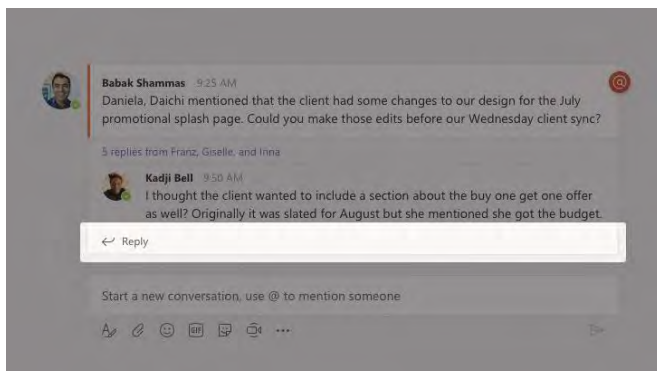 Babak Shammas 9:25 AM
Daniela, Daichi mentioned that the client had some changes to our design for the July
promotional splash page. Could you make those edits before our Wednesday client sync?
5 replies from Franz, Giselle, and Inna
Kadji Bell 9:50 AM
I thought the client wanted to include a section about the buy one get one offer
as well? Originally it was slated for August but she mentioned she got the budget.
Reply
Start a new conversation, use @ to mention someone
GIF